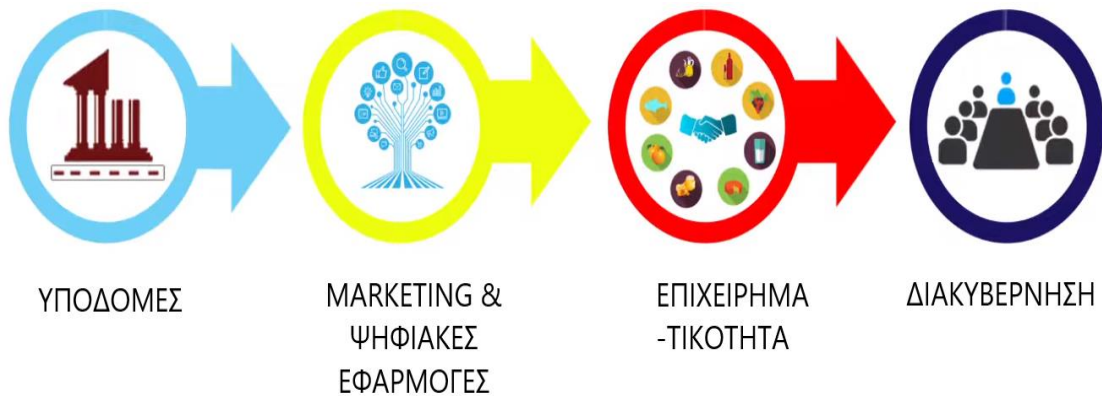 ΥΠΟΔΟΜΕΣ
MARKETING &
ΨΗΦΙΑΚΕΣ
ΕΦΑΡΜΟΓΕΣ
ΕΠΙΧΕΙΡΗΜΑ
-ΤΙΚΟΤΗΤΑ
ΔΙΑΚΥΒΕΡΝΗΣΗ